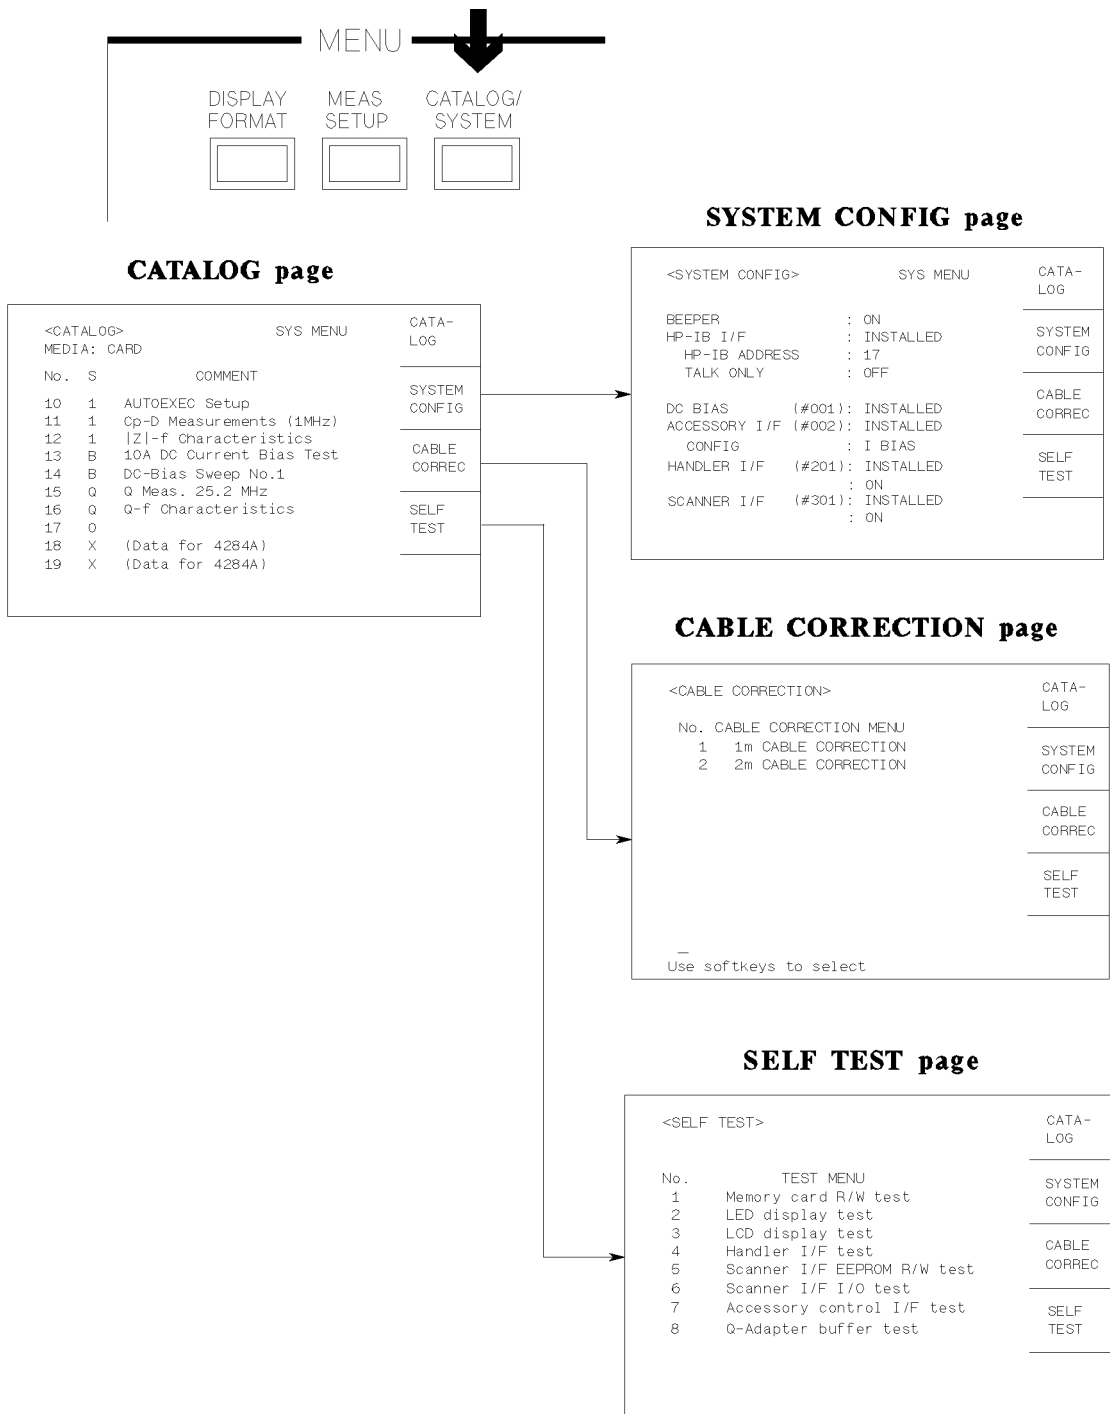 MENU
DISPLAY FORMAT
MEAS SETUP
CATALOG/ SYSTEM
CATALOG page
<CATALOG> SYS MENU
MEDIA: CARD
No. S COMMENT
10 1 AUTOEXEC Setup
11 1 Cp-D Measurements (1MHz)
12 1 |Z|-f Characteristics
13 B 10A DC Current Bias Test
14 B DC-Bias Sweep No.1
15 Q Q Meas. 25.2 MHz
16 Q Q-f Characteristics
17 O
18 X (Data for 4284A)
19 X (Data for 4284A)
CATA-
LOG
SYSTEM
CONFIG
CABLE
CORREC
SELF
TEST
SYSTEM CONFIG page
<SYSTEM CONFIG> SYS MENU
BEEPER : ON
HP-IB I/F : INSTALLED
HP-IB ADDRESS : 17
TALK ONLY : OFF
DC BIAS (#001): INSTALLED
ACCESSORY I/F (#002): INSTALLED
CONFIG : I BIAS
HANDLER I/F (#201): INSTALLED
: ON
SCANNER I/F (#301): INSTALLED
: ON
CATA-
LOG
SYSTEM
CONFIG
CABLE
CORREC
SELF
TEST
CABLE CORRECTION page
<CABLE CORRECTION>
No. CABLE CORRECTION MENU
1 1m CABLE CORRECTION
2 2m CABLE CORRECTION
Use softkeys to select
CATA-
LOG
SYSTEM
CONFIG
CABLE
CORREC
SELF
TEST
SELF TEST page
<SELF TEST>
No. TEST MENU
1 Memory card R/W test
2 LED display test
3 LCD display test
4 Handler I/F test
5 Scanner I/F EEPROM R/W test
6 Scanner I/F I/O test
7 Accessory control I/F test
8 Q-Adapter buffer test
CATA-
LOG
SYSTEM
CONFIG
CABLE
CORREC
SELF
TEST